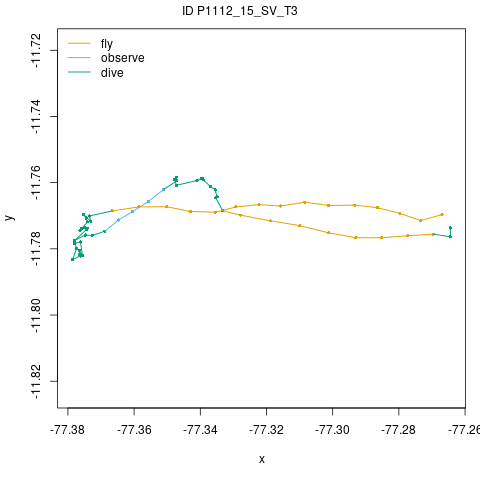 ID P1112_15_SV_T3
fly
observe
dive
y
-11.72
-11.74
-11.76
-11.78
-11.80
-11.82
-77.38
-77.36
-77.34
-77.32
-77.30
-77.28
-77.26
x